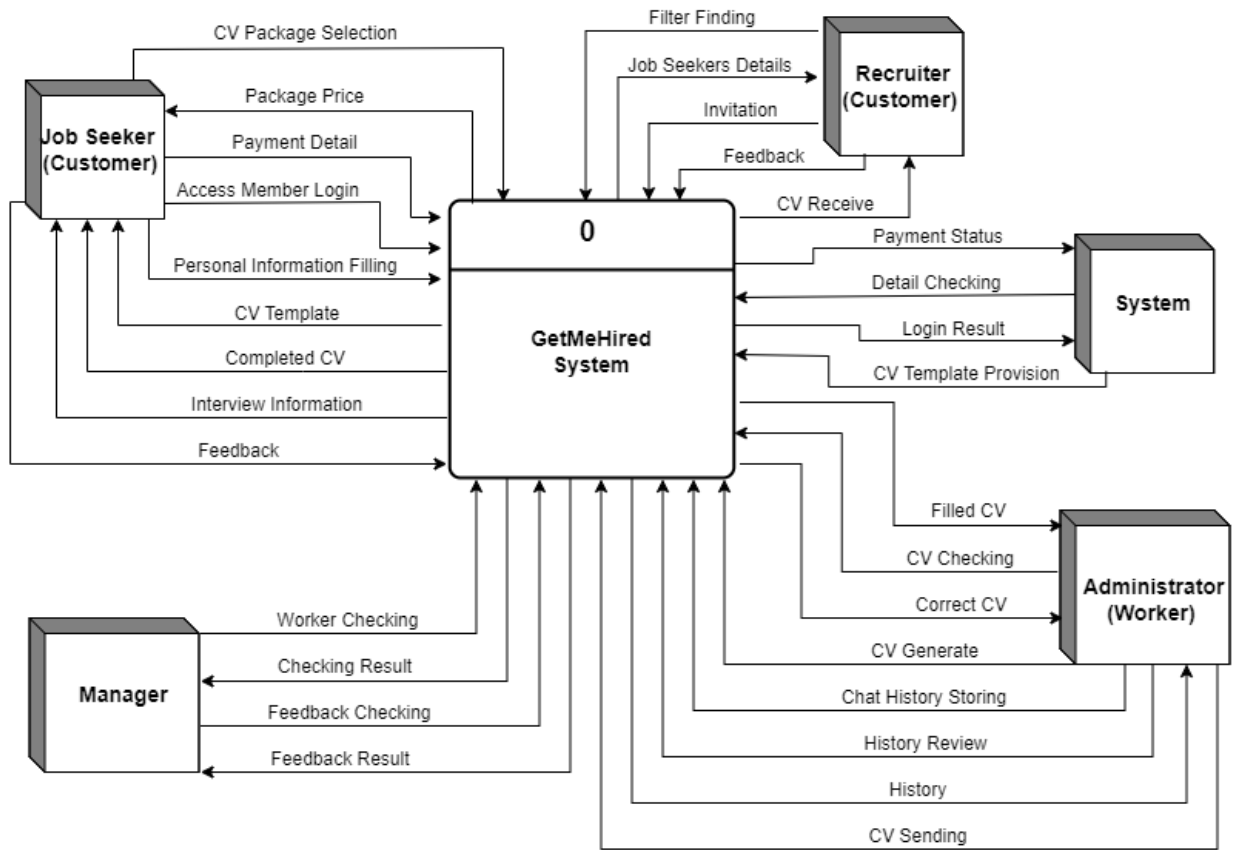 Filter Finding
CV Package Selection
Job Seekers Details
Recruiter
(Customer)
Package Price
Invitation
Job Seeker
(Customer)
Payment Detail
Feedback
Access Member Login
CV Receive
0
Payment Status
Personal Information Filling
Detail Checking
System
CV Template
Login Result
GetMeHired
System
Completed CV
CV Template Provision
Interview Information
Feedback
Filled CV
CV Checking
Administrator
(Worker)
Correct CV
Worker Checking
CV Generate
Checking Result
Manager
Chat History Storing
Feedback Checking
History Review
Feedback Result
History
CV Sending